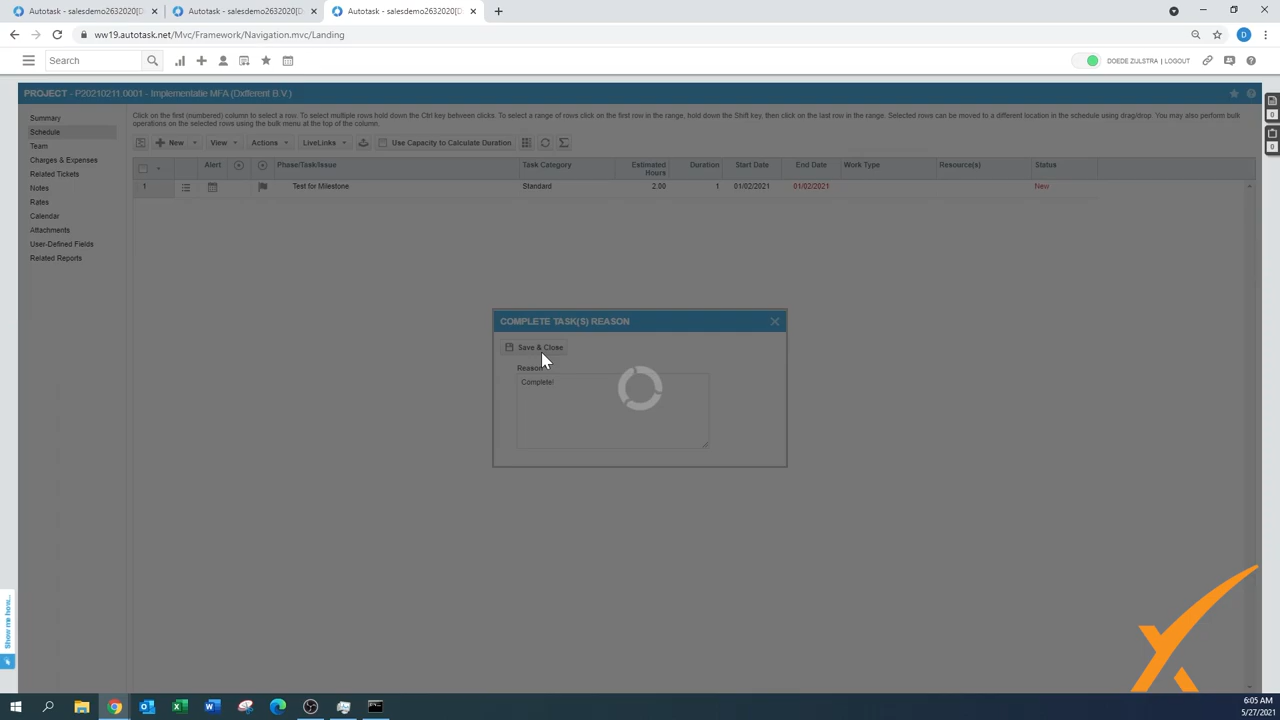 Autotask - salesdemo2632020[D
Autotask - salesdemo2632020[D
Autotask - salesdemo2632020[D
ww19.autotask.net/Mvc/Framework/Navigation.mvc/Landing
D
Search
DOEDE ZIJLSTRA | LOGOUT
PROJECT - P20210211.0001 - Implementatie MFA (Dxfferent B.V.)
Summary
Schedule
Team
Charges & Expenses
Related Tickets
Notes
Rates
Calendar
Attachments
User-Defined Fields
Related Reports
Click on the first (numbered) column to select a row. To select multiple rows hold down the Ctrl key between clicks. To select a range of rows click on the first row in the range, hold down the Shift key, then click on the last row in the range. Selected rows can be moved to a different location in the schedule using drag/drop. You may also perform bulk
operations on the selected rows using the bulk menu at the top of the column.
New View Actions LiveLinks Use Capacity to Calculate Duration
Alert Phase/Task/Issue Task Category Estimated Hours Duration Start Date End Date Work Type Resource(s) Status
1 Test for Milestone Standard 2.00 1 01/02/2021 01/02/2021 New
COMPLETE TASK(S) REASON
Save & Close
Reason
Complete!
Show me how...
0
0
6:05 AM
5/27/2021